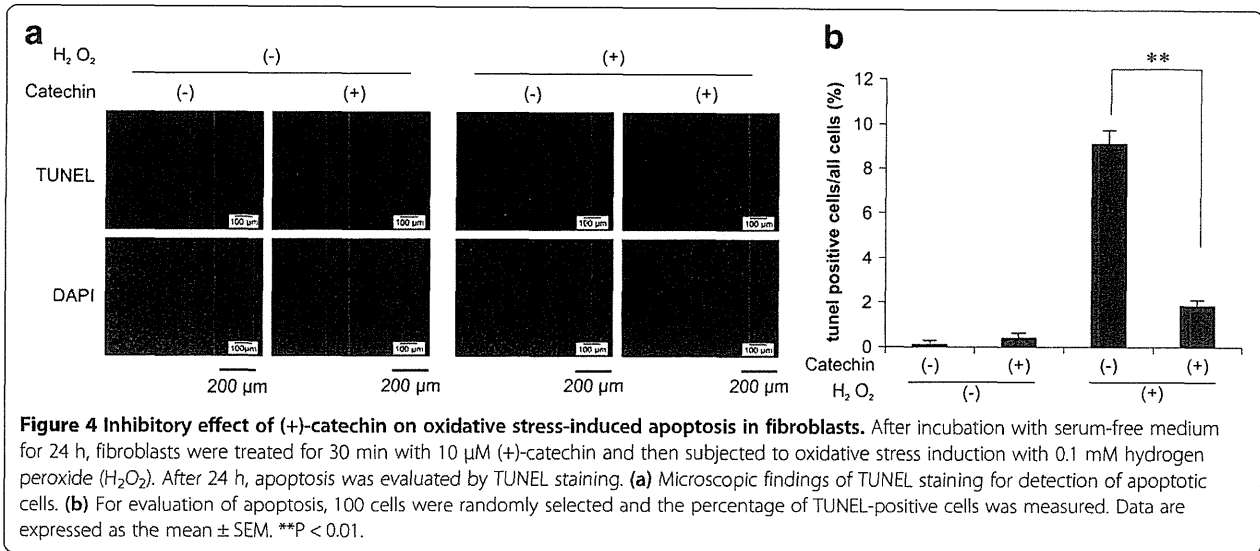 a
H₂ O₂ (-) (+)
Catechin (-) (+) (-) (+)
TUNEL
100 µm 100 µm 100 µm 100 µm
DAPI
100µm 100 µm 100 µm 100 µm
200 µm 200 µm 200 µm 200 µm
b
**
tunel positive cells/all cells (%)
12
10
8
6
4
2
0
Catechin (-) (+) (-) (+)
H₂ O₂ (-) (+)
Figure 4 Inhibitory effect of (+)-catechin on oxidative stress-induced apoptosis in fibroblasts. After incubation with serum-free medium
for 24 h, fibroblasts were treated for 30 min with 10 μM (+)-catechin and then subjected to oxidative stress induction with 0.1 mM hydrogen
peroxide (H₂O₂). After 24 h, apoptosis was evaluated by TUNEL staining. (a) Microscopic findings of TUNEL staining for detection of apoptotic
cells. (b) For evaluation of apoptosis, 100 cells were randomly selected and the percentage of TUNEL-positive cells was measured. Data are
expressed as the mean ± SEM. **P < 0.01.